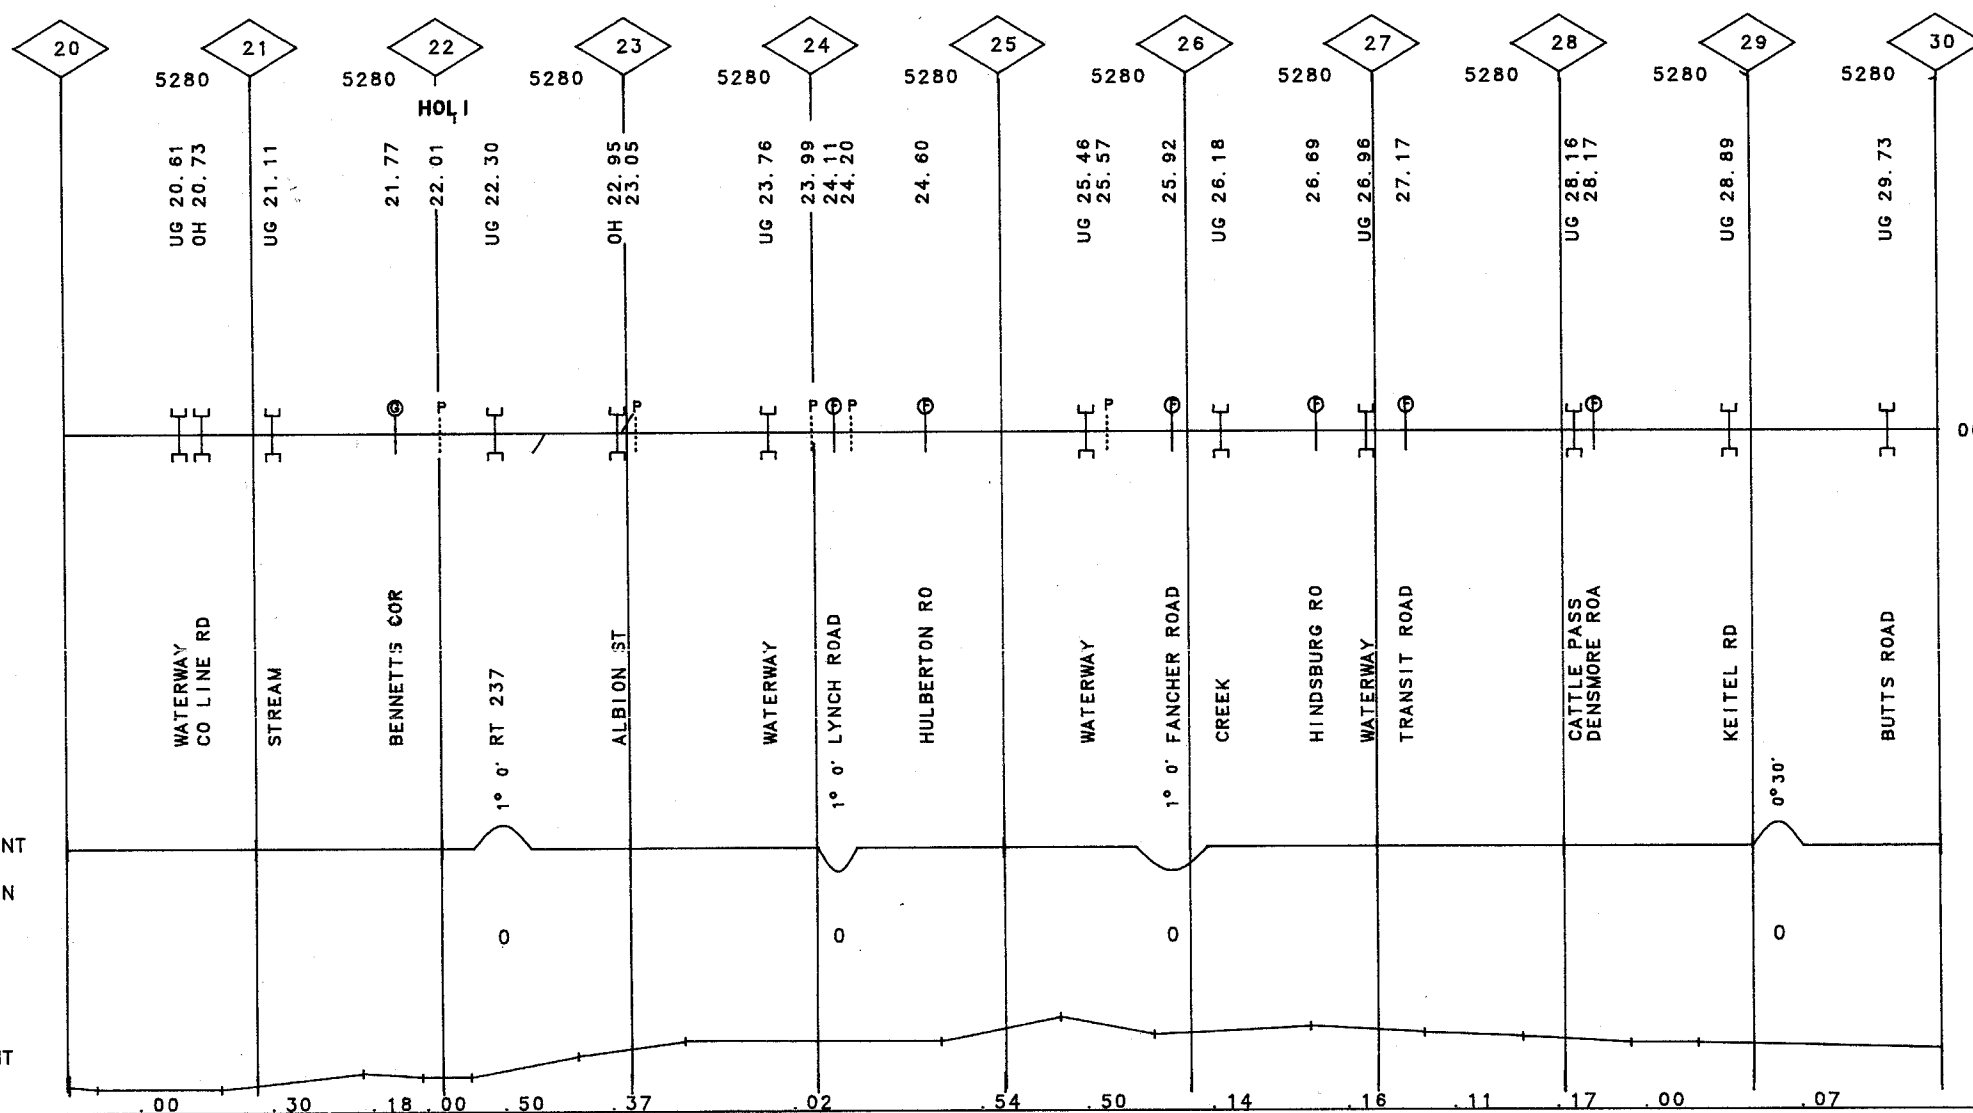 20 21 22 23 24 25 26 27 28 29 30
5280 5280 5280 5280 5280 5280 5280 5280 5280 5280
HOL I
UG 20.61
OH 20.73
UG 21.11
21.77
22.01
UG 22.30
OH 22.95
23.05
UG 23.76
23.99
24.11
24.20
24.60
UG 25.46
25.57
25.92
UG 26.18
26.69
UG 26.96
27.17
UG 28.16
28.17
UG 28.89
UG 29.73
G P P P F P F P F F F F
WATERWAY
CO LINE RD
STREAM
BENNETTS COR
RT 237
ALBION ST
WATERWAY
LYNCH ROAD
HULBERTON RO
WATERWAY
FANCHER ROAD
CREEK
HINDSBURG RO
WATERWAY
TRANSIT ROAD
CATTLE PASS
DENSMORE ROA
KEITEL RD
BUTTS ROAD
1° 0' 1° 0' 1° 0' 0°30'
NT
N
0 0 0 0
T
.00 .30 .18 .00 .50 .37 .02 .54 .50 .14 .16 .11 .17 .00 .07